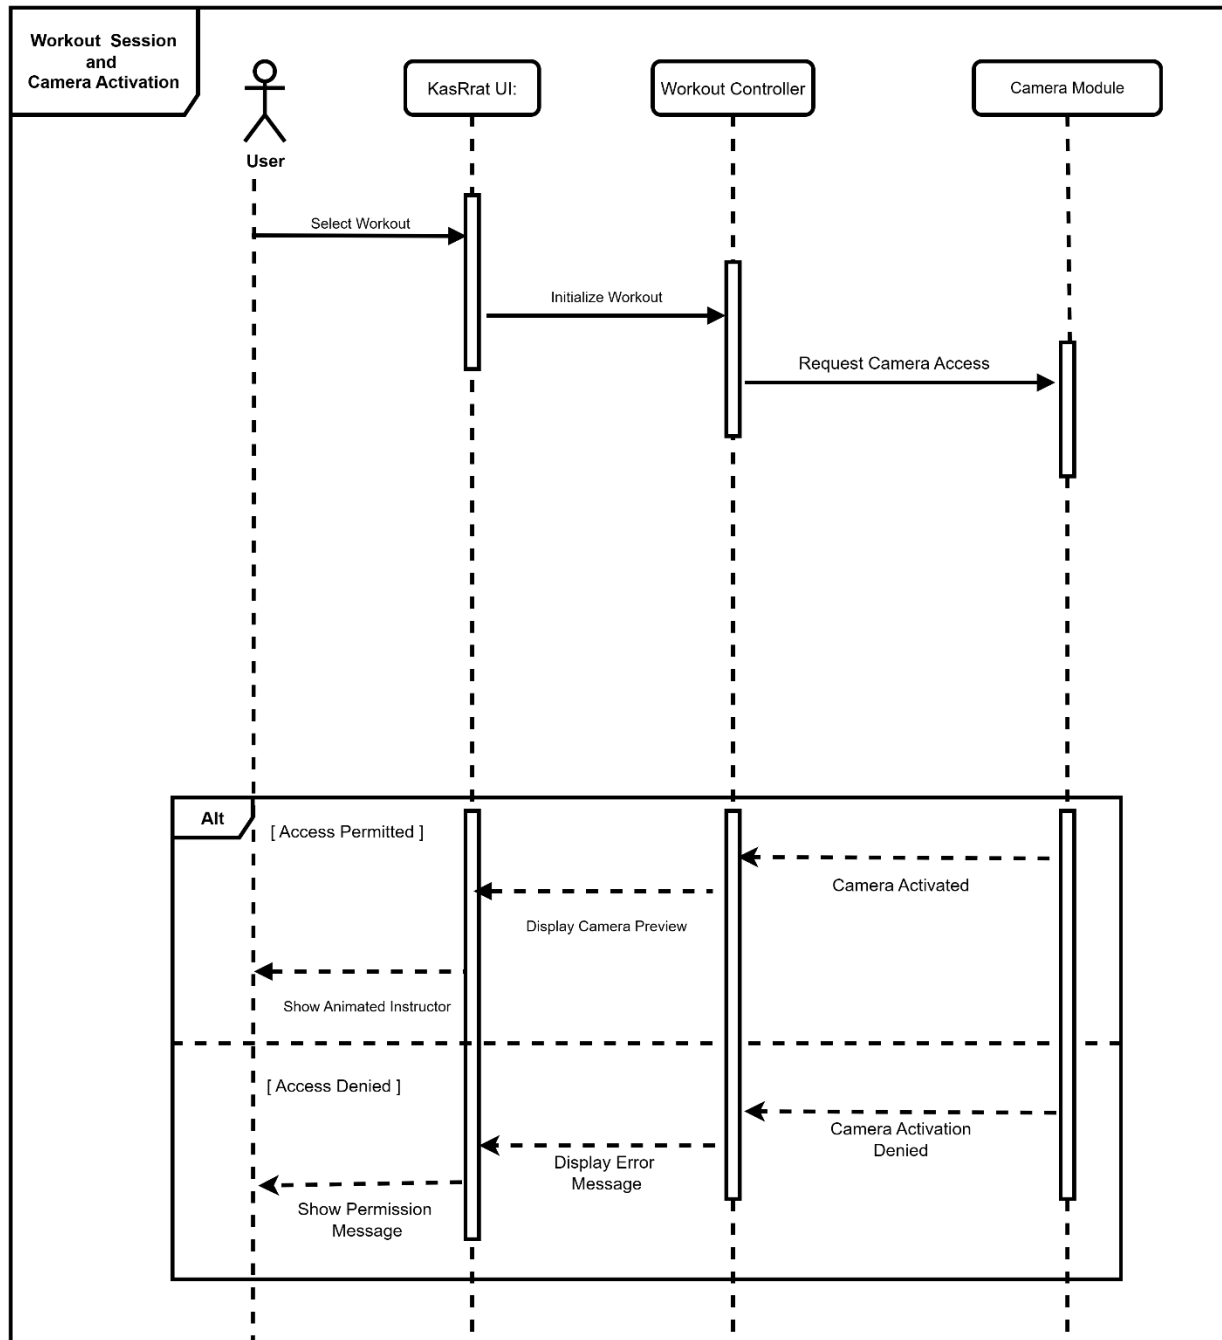 Workout Session
and
Camera Activation
User
KasRrat UI:
Workout Controller
Camera Module
Select Workout
Initialize Workout
Request Camera Access
Alt
[ Access Permitted ]
Camera Activated
Display Camera Preview
Show Animated Instructor
[ Access Denied ]
Camera Activation
Denied
Display Error
Message
Show Permission
Message